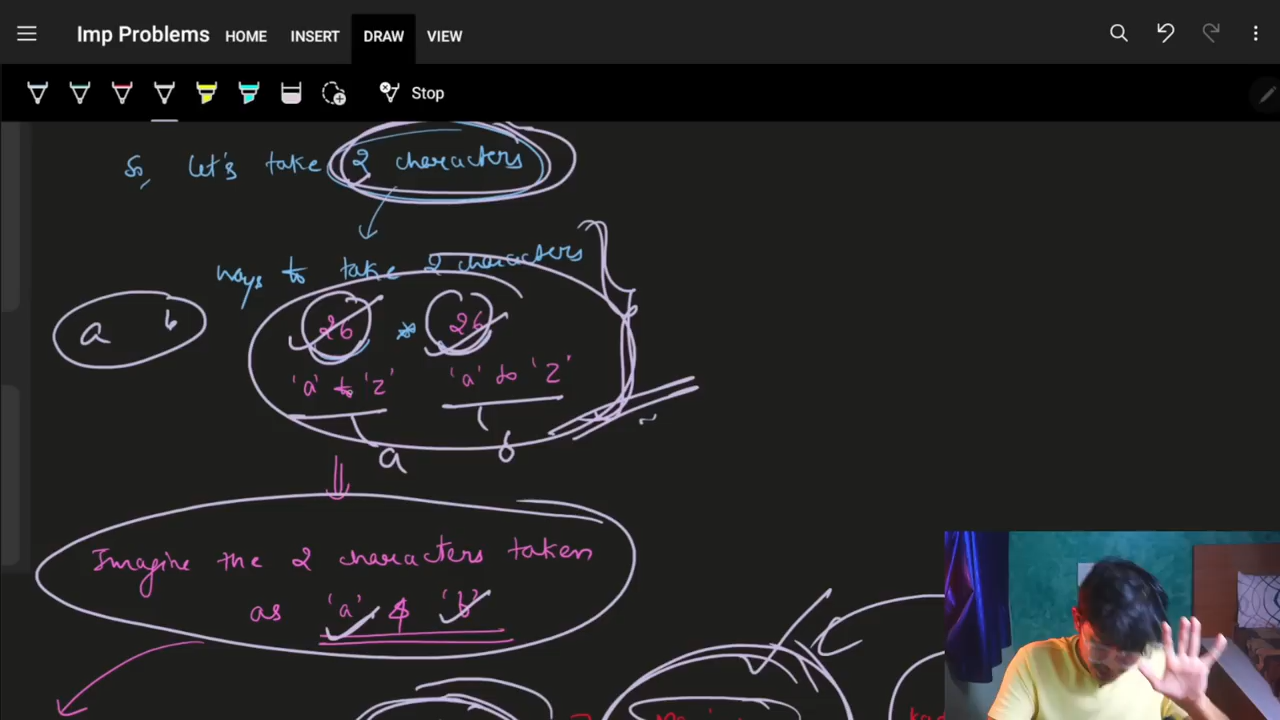 Imp Problems HOME INSERT DRAW VIEW
Stop
So, let's take 2 characters
ways to take 2 characters
a b
26 * 26
'a' to 'z' 'a' to 'z'
a b
Imagine the 2 characters taken
as 'a' & 'b'